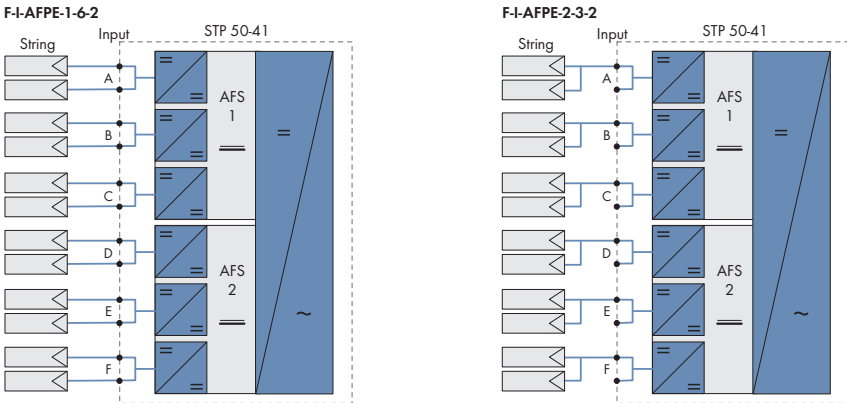 F-I-AFPE-1-6-2
String
Input
STP 50-41
A
B
C
D
E
F
AFS
1
AFS
2
=
~
F-I-AFPE-2-3-2
String
Input
STP 50-41
A
B
C
D
E
F
AFS
1
AFS
2
=
~